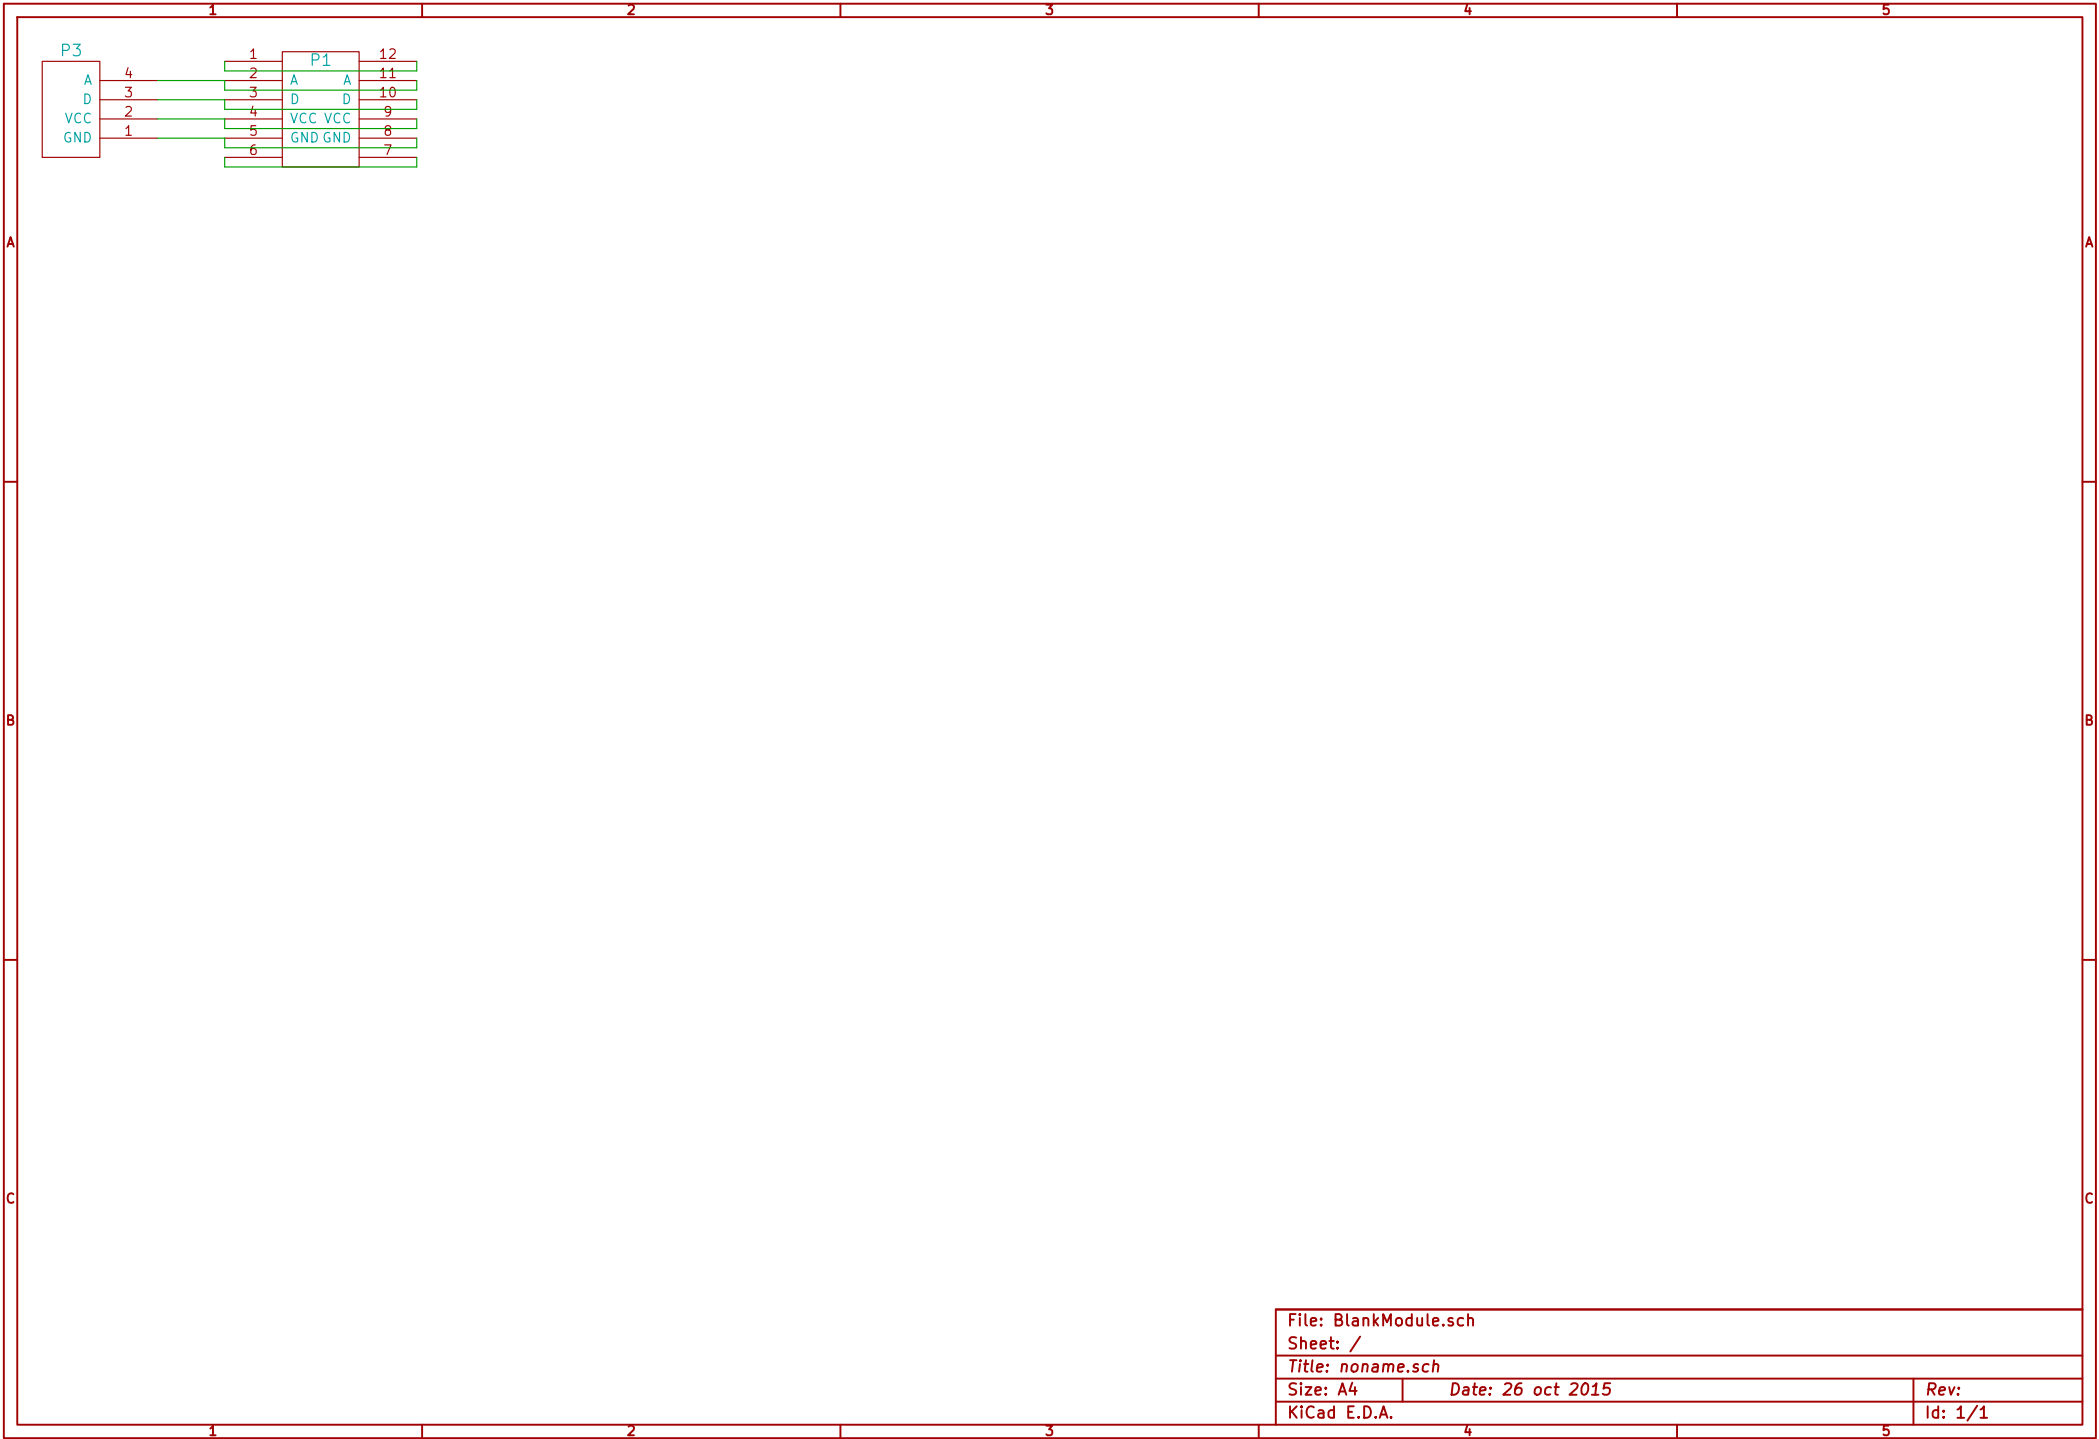 1 2 3 4 5
P3
A 4
D 3
VCC 2
GND 1
P1
1 12
2 A A 11
3 D D 10
4 VCC VCC 9
5 GND GND 8
6 7
A A
B B
C C
File: BlankModule.sch
Sheet: /
Title: noname.sch
Size: A4 Date: 26 oct 2015 Rev:
KiCad E.D.A. Id: 1/1
1 2 3 4 5